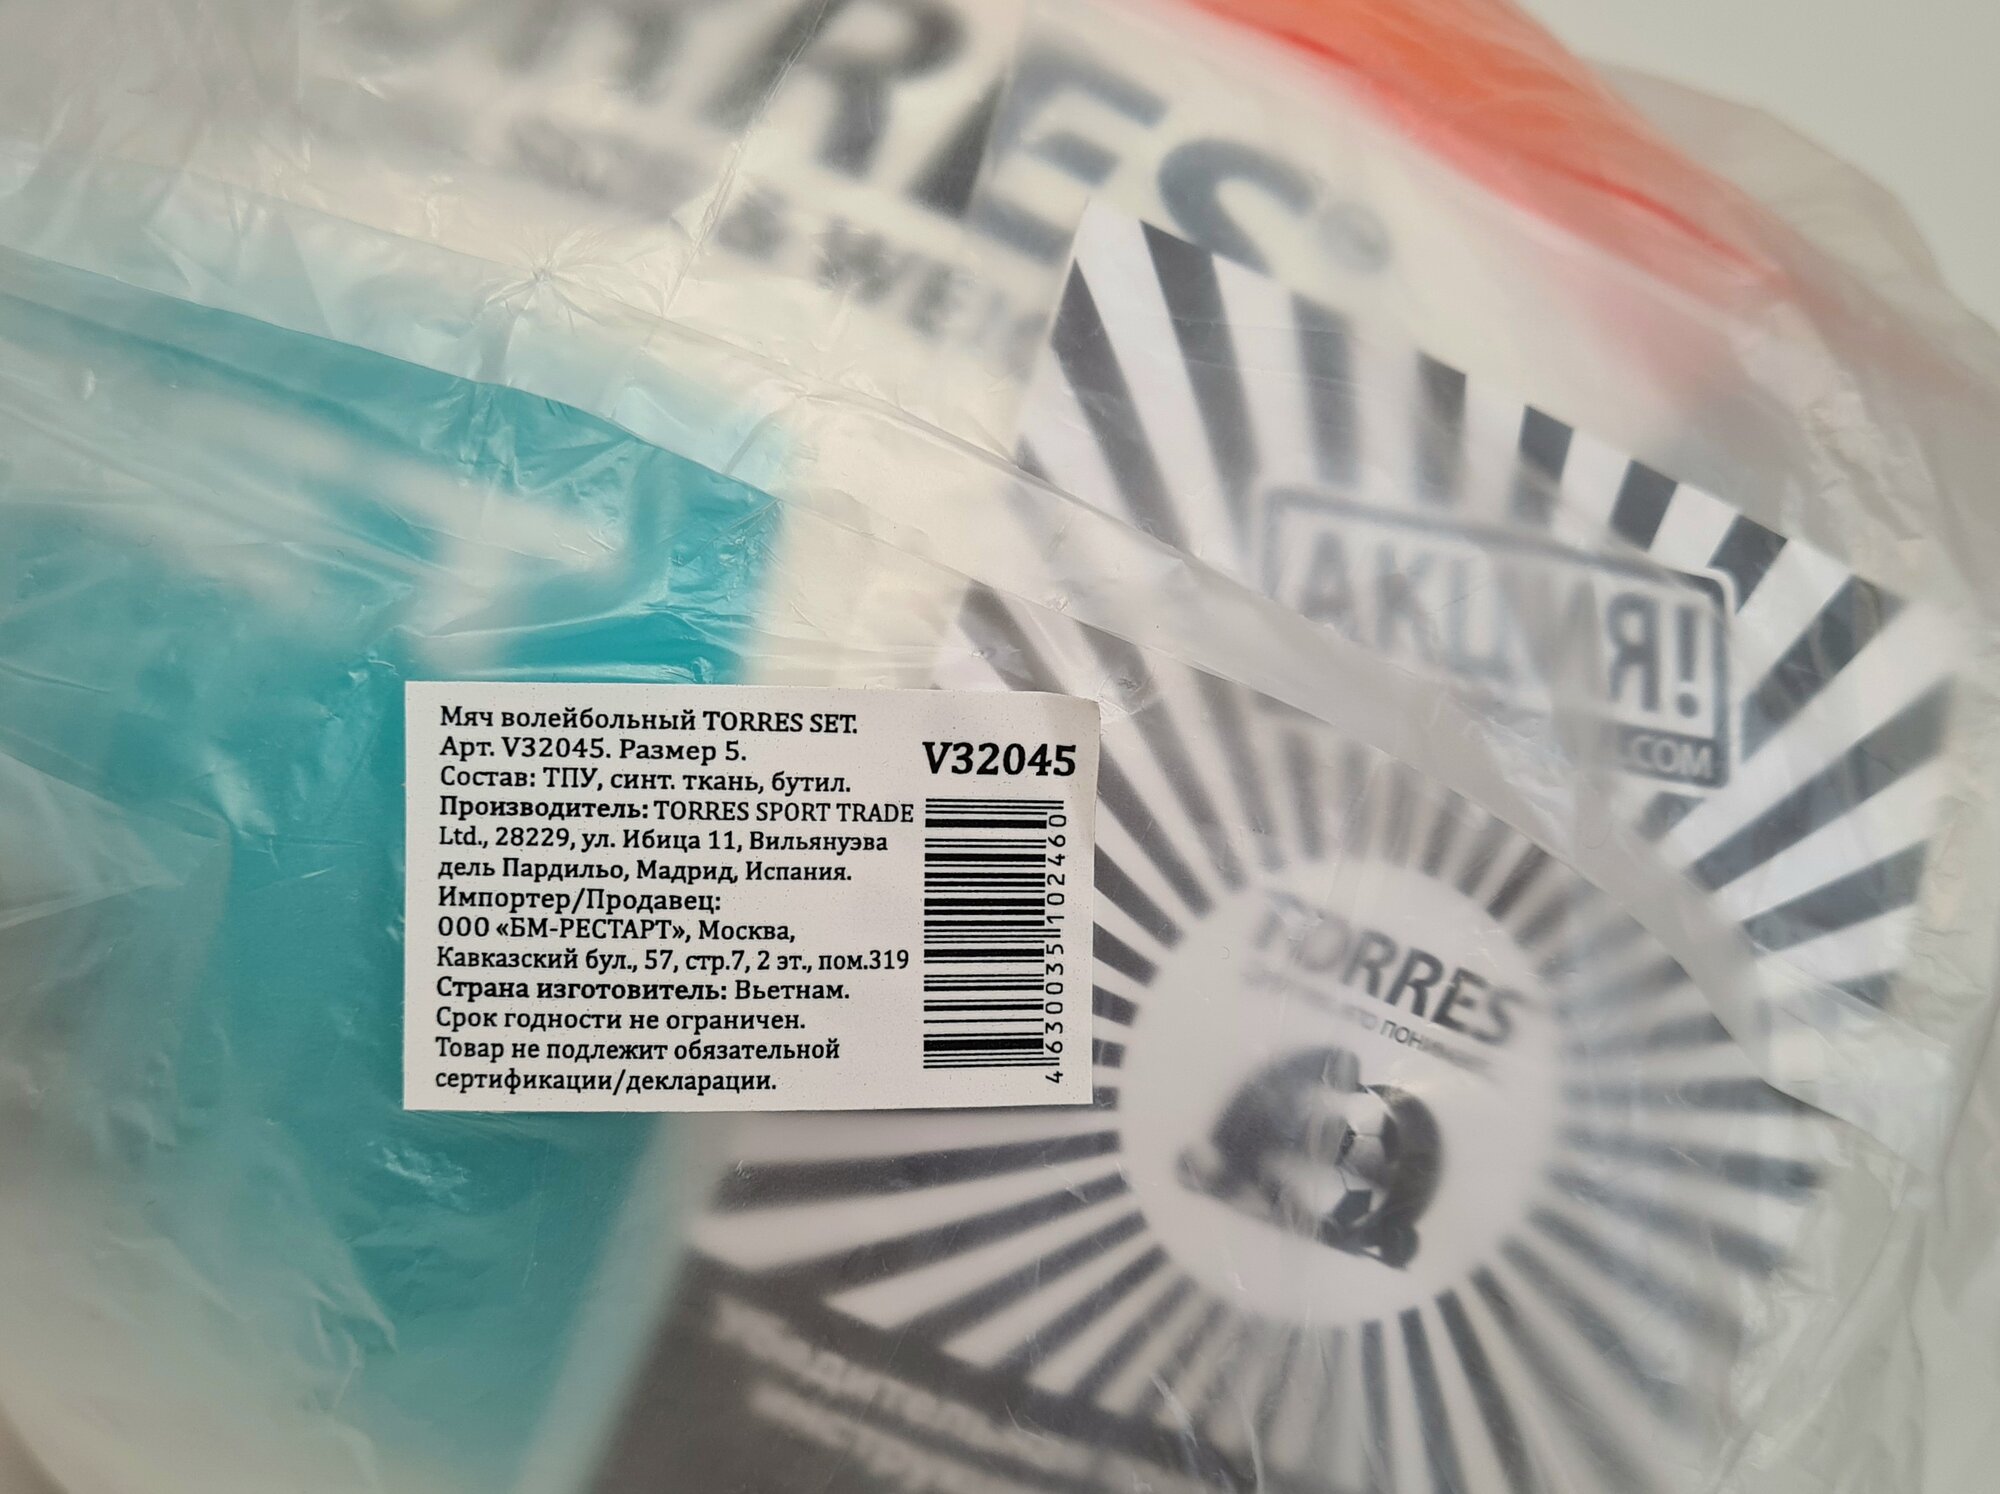 TORRES
АКЦИЯ!
.COM
Мяч волейбольный TORRES SET.
Арт. V32045. Размер 5.
Состав: ТПУ, синт. ткань, бутил.
Производитель: TORRES SPORT TRADE
Ltd., 28229, ул. Ибица 11, Вильянуэва
дель Пардильо, Мадрид, Испания.
Импортер/Продавец:
ООО «БМ-РЕСТАРТ», Москва,
Кавказский бул., 57, стр.7, 2 эт., пом.319
Страна изготовитель: Вьетнам.
Срок годности не ограничен.
Товар не подлежит обязательной
сертификации/декларации.
V32045
4630035102460
TORRES